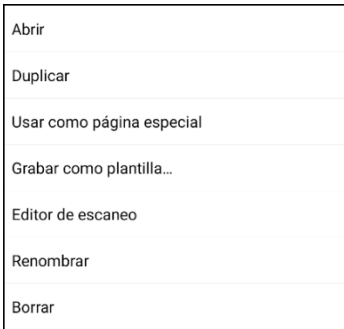 Abrir
Duplicar
Usar como página especial
Grabar como plantilla…
Editor de escaneo
Renombrar
Borrar